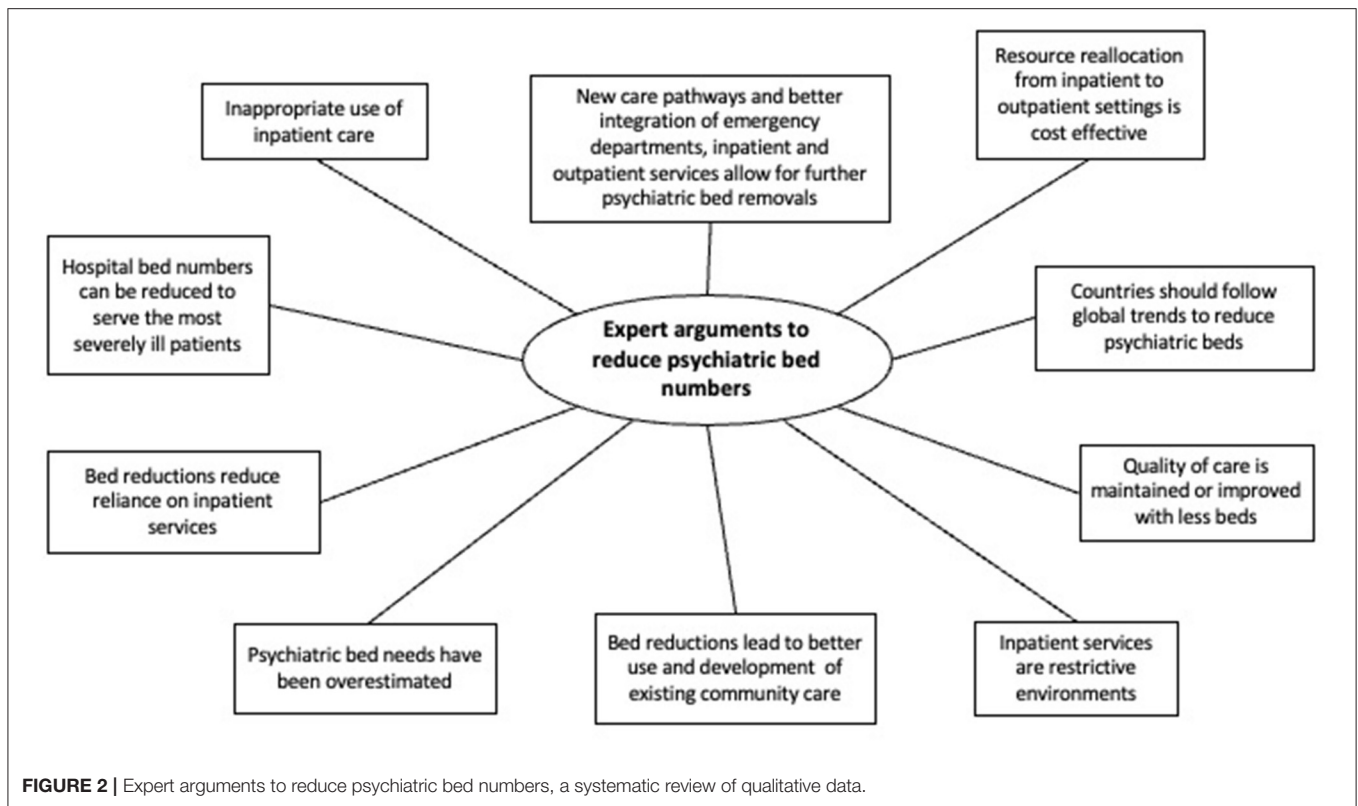 Inappropriate use of
inpatient care
New care pathways and better
integration of emergency
departments, inpatient and
outpatient services allow for further
psychiatric bed removals
Resource reallocation
from inpatient to
outpatient settings is
cost effective
Hospital bed numbers
can be reduced to
serve the most
severely ill patients
Expert arguments to
reduce psychiatric bed
numbers
Countries should follow
global trends to reduce
psychiatric beds
Bed reductions reduce
reliance on inpatient
services
Quality of care is
maintained or improved
with less beds
Psychiatric bed needs have
been overestimated
Bed reductions lead to better
use and development of
existing community care
Inpatient services
are restrictive
environments
FIGURE 2 | Expert arguments to reduce psychiatric bed numbers, a systematic review of qualitative data.